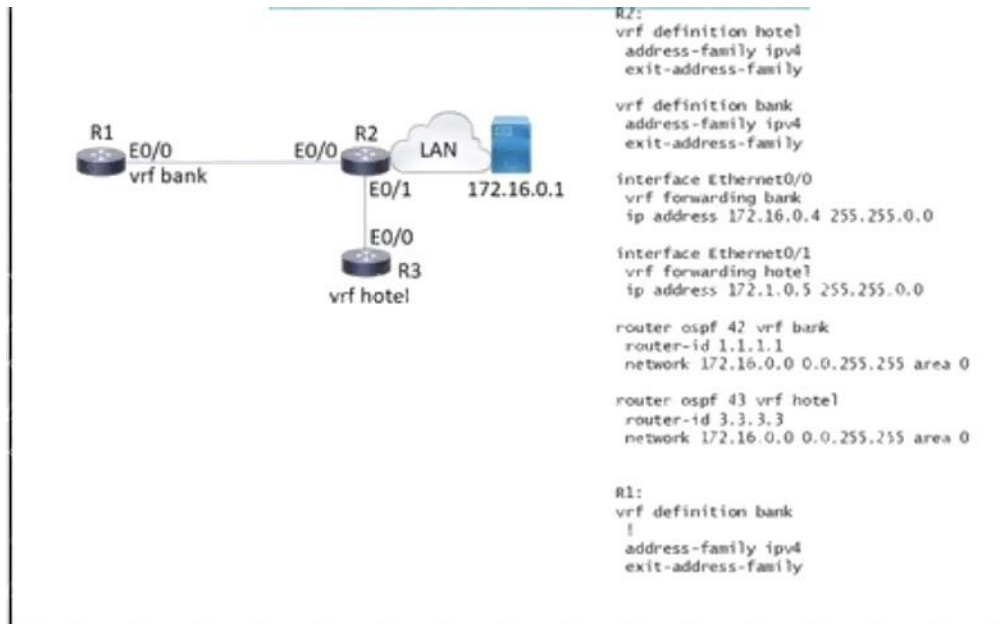 R1
E0/0
vrf bank
E0/0
R2
LAN
E0/1
172.16.0.1
E0/0
R3
vrf hotel
R2:
vrf definition hotel
address-family ipv4
exit-address-family
vrf definition bank
address-family ipv4
exit-address-family
interface Ethernet0/0
vrf forwarding bank
ip address 172.16.0.4 255.255.0.0
interface Ethernet0/1
vrf forwarding hotel
ip address 172.1.0.5 255.255.0.0
router ospf 42 vrf bank
router-id 1.1.1.1
network 172.16.0.0 0.0.255.255 area 0
router ospf 43 vrf hotel
router-id 3.3.3.3
network 172.16.0.0 0.0.255.255 area 0
R1:
vrf definition bank
!
address-family ipv4
exit-address-family